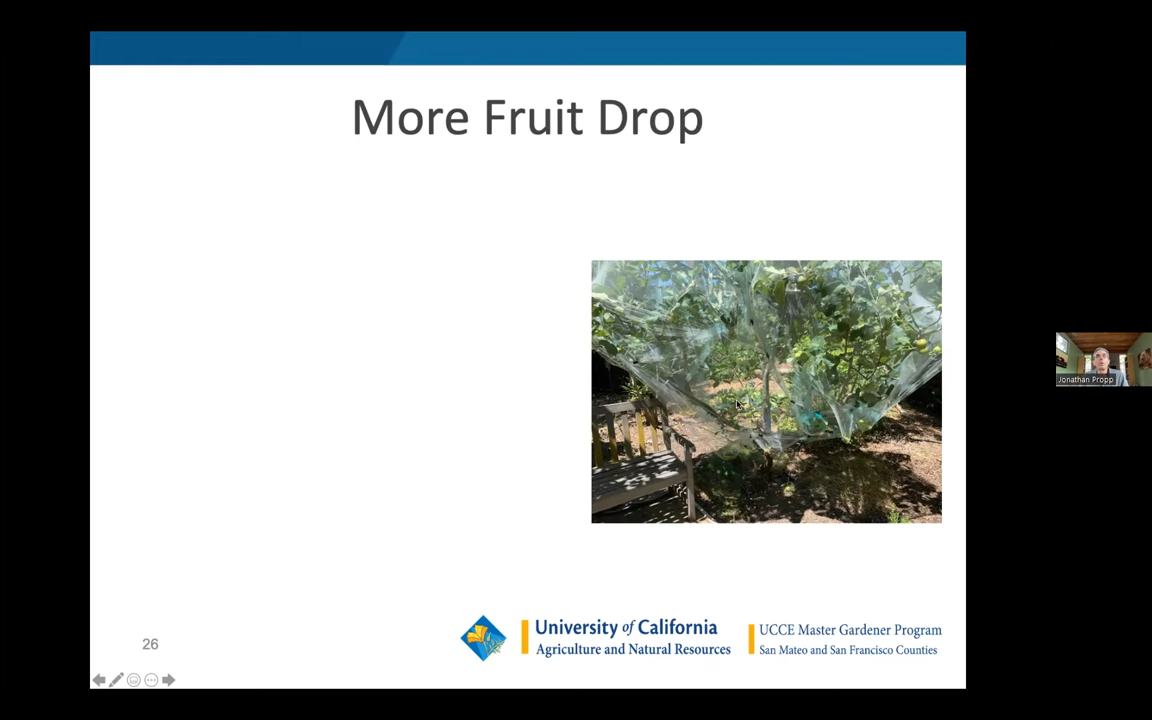 More Fruit Drop
Jonathan Propp
26
University of California
Agriculture and Natural Resources
UCCE Master Gardener Program
San Mateo and San Francisco Counties